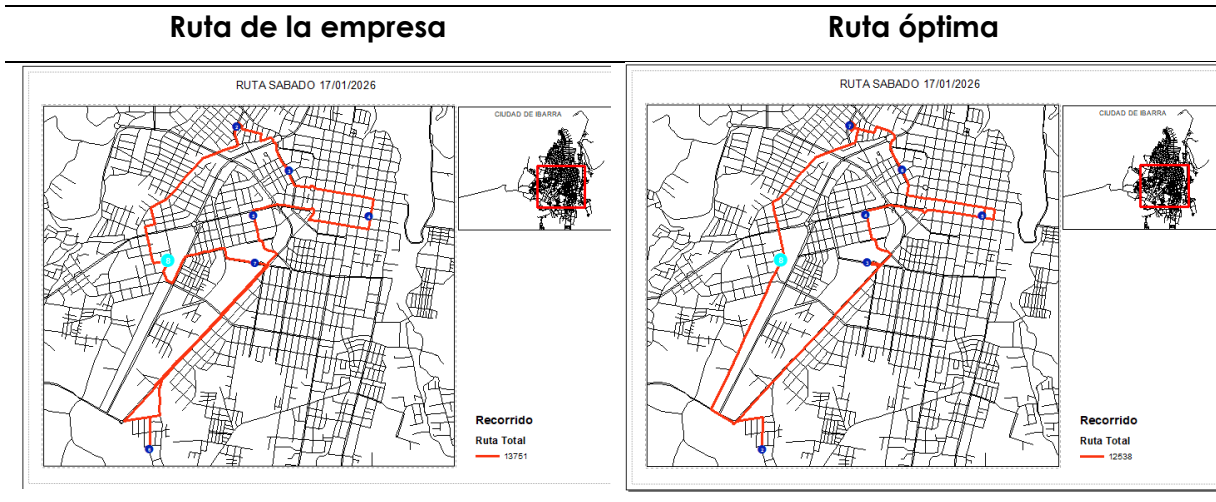 Ruta de la empresa
Ruta óptima
RUTA SABADO 17/01/2026
CIUDAD DE IBARRA
Recorrido
Ruta Total
13751
RUTA SABADO 17/01/2026
CIUDAD DE IBARRA
Recorrido
Ruta Total
12538